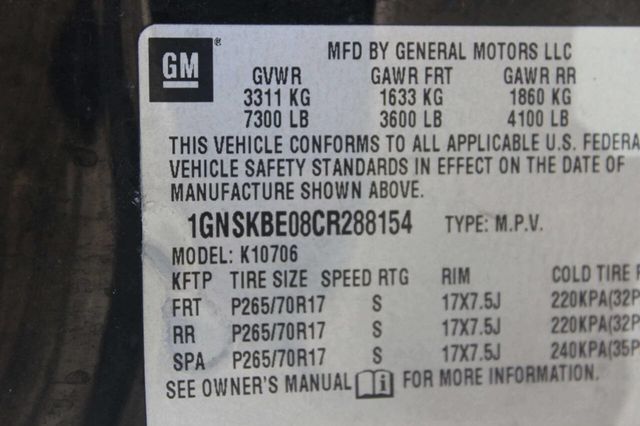 GM ®
MFD BY GENERAL MOTORS LLC
GVWR GAWR FRT GAWR RR
3311 KG 1633 KG 1860 KG
7300 LB 3600 LB 4100 LB
THIS VEHICLE CONFORMS TO ALL APPLICABLE U.S. FEDERA
VEHICLE SAFETY STANDARDS IN EFFECT ON THE DATE OF
MANUFACTURE SHOWN ABOVE.
1GNSKBE08CR288154 TYPE: M.P.V.
MODEL: K10706
KFTP TIRE SIZE SPEED RTG RIM COLD TIRE P
FRT P265/70R17 S 17X7.5J 220KPA(32P
RR P265/70R17 S 17X7.5J 220KPA(32P
SPA P265/70R17 S 17X7.5J 240KPA(35P
SEE OWNER'S MANUAL FOR MORE INFORMATION.